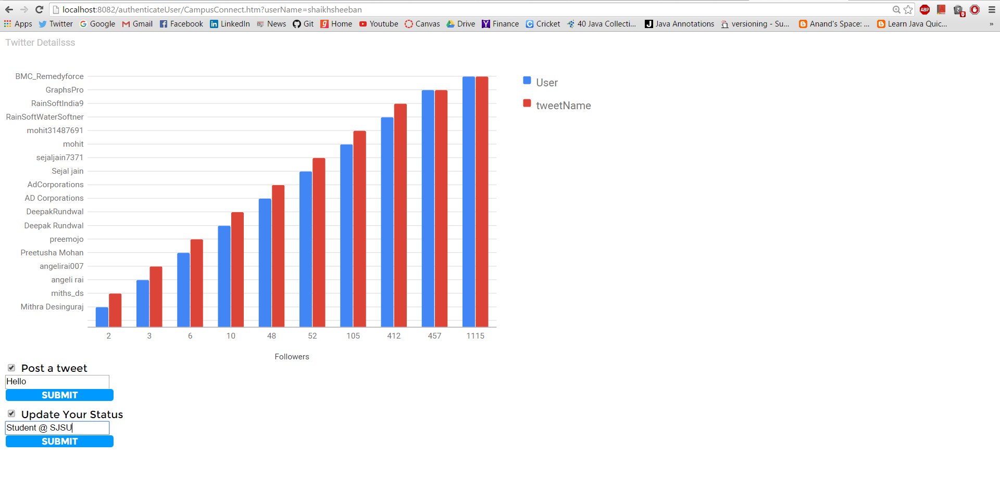 localhost:8082/authenticateUser/CampusConnect.htm?userName=shaikhsheeban
ABP
0
Apps Twitter Google Gmail Facebook LinkedIn News Git Home Youtube Canvas Drive Finance Cricket 40 Java Collecti... Java Annotations versioning - Su... Anand's Space: ... Learn Java Quic... »
Twitter Detailsss
BMC_Remedyforce
GraphsPro
RainSoftIndia9
RainSoftWaterSoftner
mohit31487691
mohit
sejaljain7371
Sejal jain
AdCorporations
AD Corporations
DeepakRundwal
Deepak Rundwal
preemojo
Preetusha Mohan
angelirai007
angeli rai
miths_ds
Mithra Desinguraj
User
tweetName
2 3 6 10 48 52 105 412 457 1115
Followers
Post a tweet
Hello
SUBMIT
Update Your Status
Student @ SJSU
SUBMIT